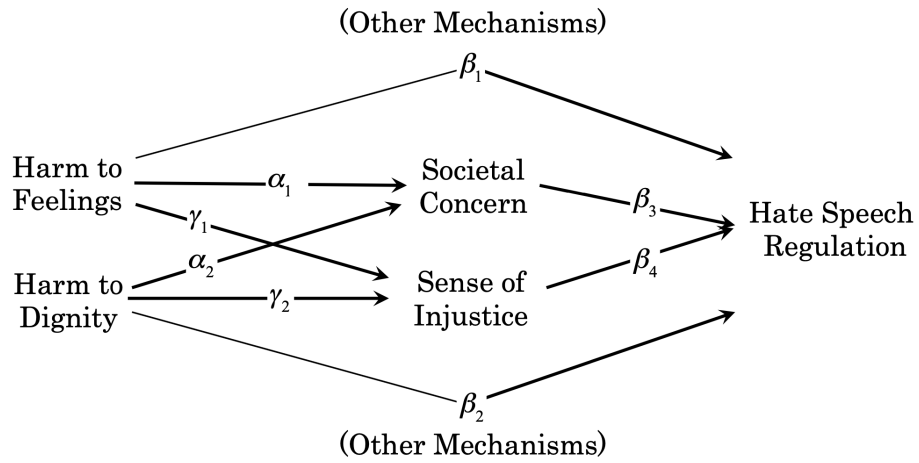 (Other Mechanisms)
β₁
Harm to
Feelings
α₁
Societal
Concern
γ₁
β₃
Hate Speech
Regulation
α₂
β₄
Harm to
Dignity
γ₂
Sense of
Injustice
β₂
(Other Mechanisms)